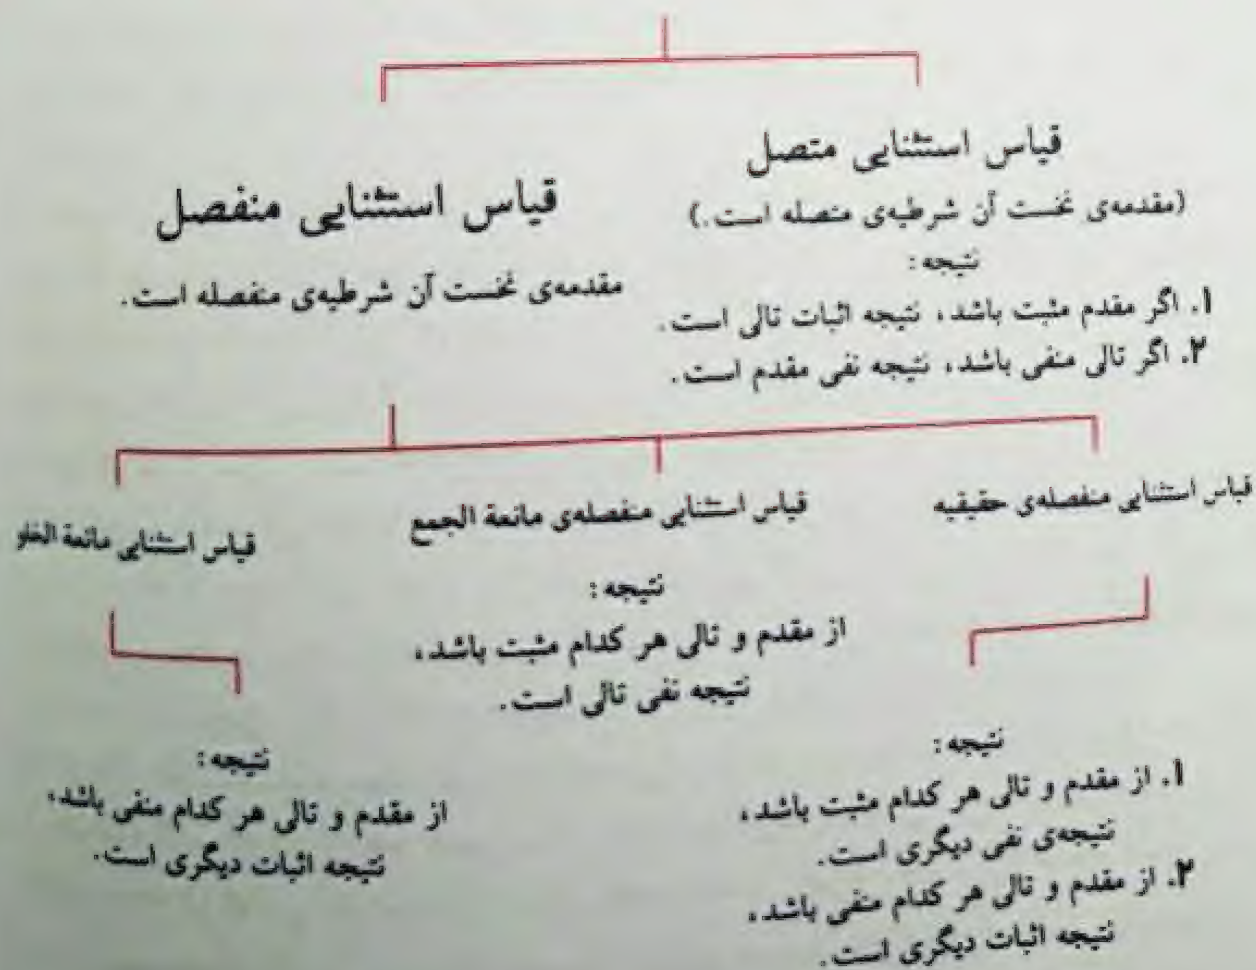 قیاس استثنایی متصل
(مقدمه‌ی نخست آن شرطیه‌ی متصله است.)
نتیجه:
۱. اگر مقدم مثبت باشد، نتیجه اثبات تالی است.
۲. اگر تالی منفی باشد، نتیجه نفی مقدم است.
قیاس استثنایی منفصل
مقدمه‌ی نخست آن شرطیه‌ی منفصله است.
قیاس استثنایی منفصله‌ی حقیقیه
نتیجه:
۱. از مقدم و تالی هر کدام مثبت باشد،
نتیجه‌ی نفی دیگری است.
۲. از مقدم و تالی هر کدام منفی باشد،
نتیجه اثبات دیگری است.
قیاس استثنایی منفصله‌ی مانعة الجمع
نتیجه:
از مقدم و تالی هر کدام مثبت باشد،
نتیجه نفی تالی است.
قیاس استثنایی مانعة الخلو
نتیجه:
از مقدم و تالی هر کدام منفی باشد،
نتیجه اثبات دیگری است.